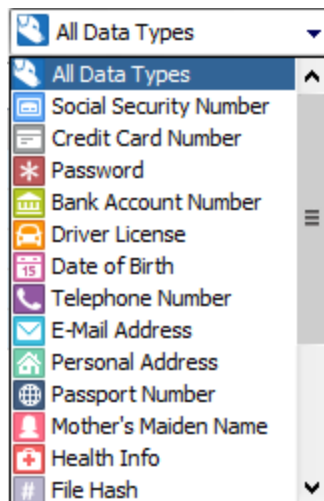 All Data Types
All Data Types
Social Security Number
Credit Card Number
Password
Bank Account Number
Driver License
15
Date of Birth
Telephone Number
E-Mail Address
Personal Address
Passport Number
Mother's Maiden Name
Health Info
# File Hash